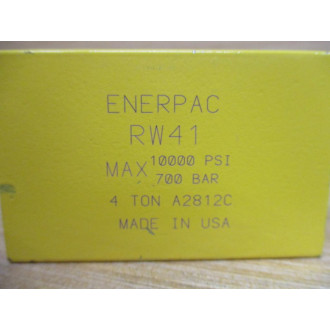 ENERPAC
RW41
MAX 10000 PSI
700 BAR
4 TON A2812C
MADE IN USA